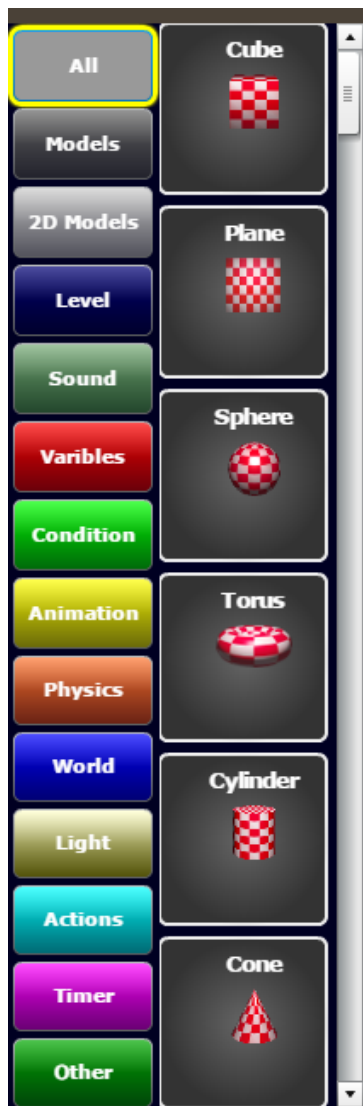 All
Models
2D Models
Level
Sound
Varibles
Condition
Animation
Physics
World
Light
Actions
Timer
Other
Cube
Plane
Sphere
Torus
Cylinder
Cone